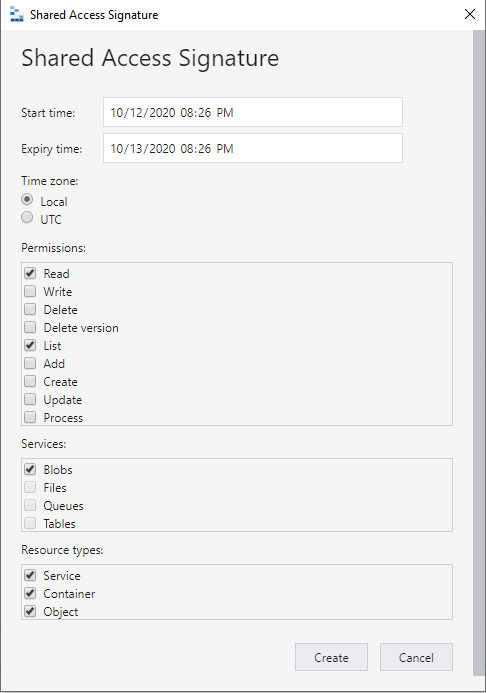 Shared Access Signature
Shared Access Signature
Start time: 10/12/2020 08:26 PM
Expiry time: 10/13/2020 08:26 PM
Time zone:
Local
UTC
Permissions:
Read
Write
Delete
Delete version
List
Add
Create
Update
Process
Services:
Blobs
Files
Queues
Tables
Resource types:
Service
Container
Object
Create Cancel